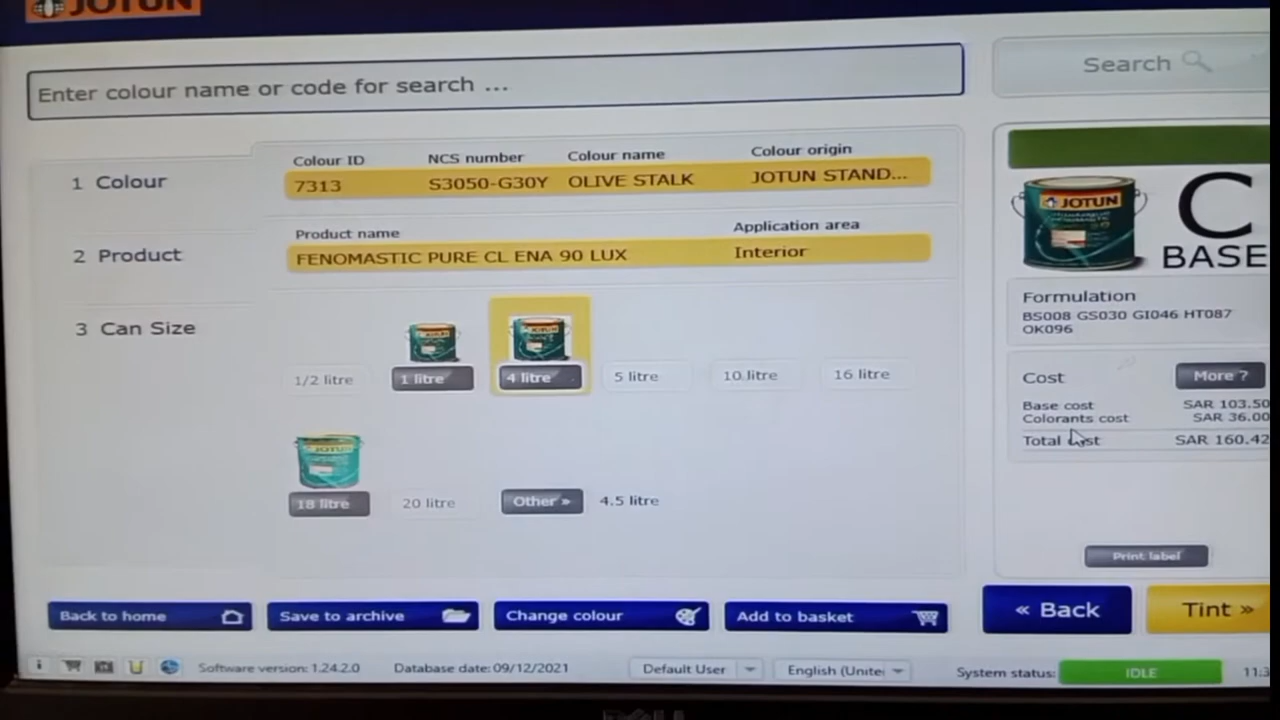 JOTUN
Enter colour name or code for search ...
Search
1 Colour
Colour ID NCS number Colour name Colour origin
7313 S3050-G30Y OLIVE STALK JOTUN STAND...
2 Product
Product name Application area
FENOMASTIC PURE CL ENA 90 LUX Interior
3 Can Size
1/2 litre 1 litre 4 litre 5 litre 10 litre 16 litre
18 litre 20 litre Other » 4.5 litre
JOTUN
C
BASE
Formulation
BS008 GS030 GI046 HT087
OK096
Cost More ?
Base cost SAR 103.50
Colorants cost SAR 36.00
Total cost SAR 160.42
Print label
Back to home Save to archive Change colour Add to basket « Back Tint »
Software version: 1.24.2.0 Database date: 09/12/2021 Default User English (Unite System status: IDLE 11:3
DELL